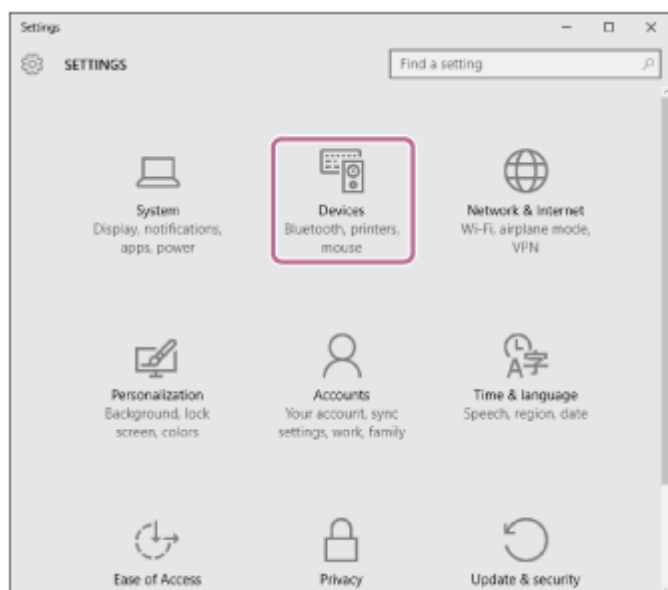 Settings
SETTINGS
Find a setting
System
Display, notifications,
apps, power
Devices
Bluetooth, printers,
mouse
Network & Internet
Wi-Fi, airplane mode,
VPN
Personalization
Background, lock
screen, colors
Accounts
Your account, sync
settings, work, family
Time & language
Speech, region, date
Ease of Access
Privacy
Update & security